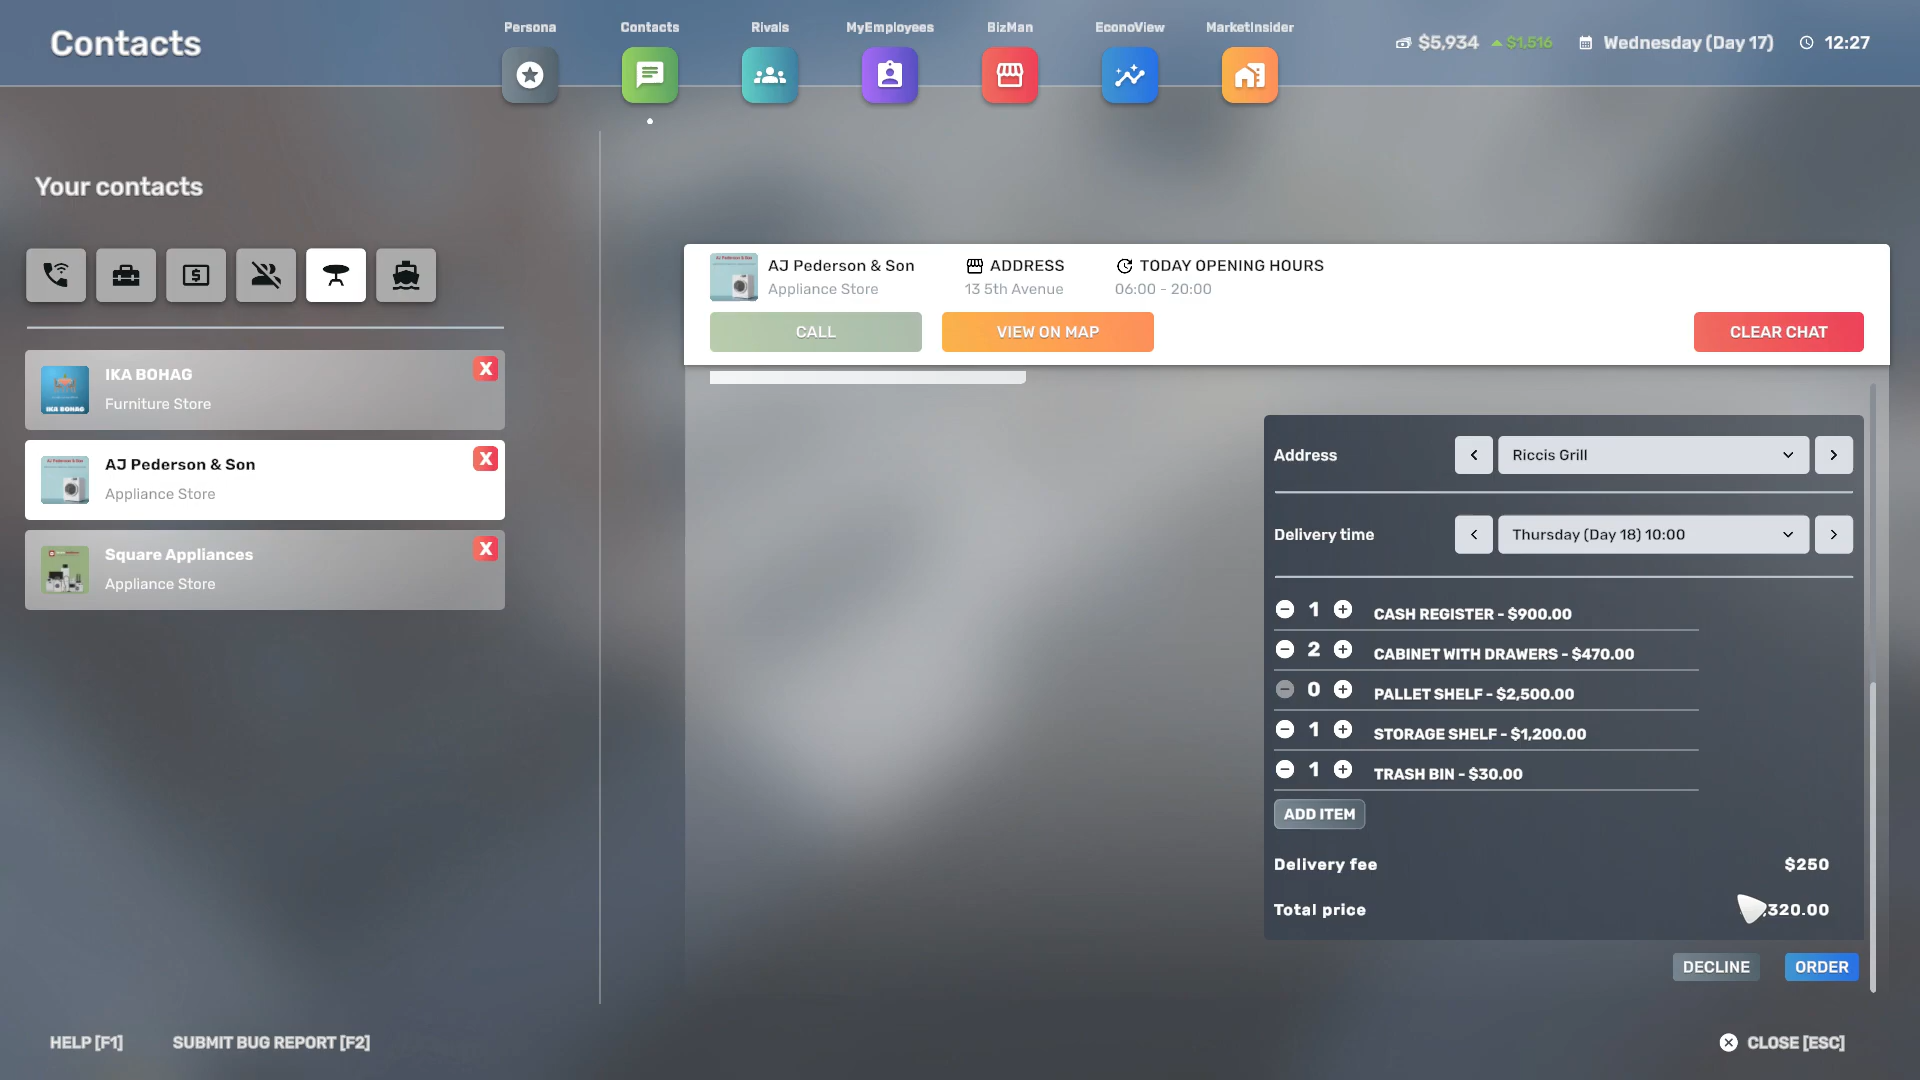 Contacts
Persona
Contacts
Rivals
MyEmployees
BizMan
EconoView
MarketInsider
$5,934
$1,516
Wednesday (Day 17)
12:27
Your contacts
IKA BOHAG
Furniture Store
X
AJ Pederson & Son
Appliance Store
X
Square Appliances
Appliance Store
X
AJ Pederson & Son
Appliance Store
ADDRESS
13 5th Avenue
TODAY OPENING HOURS
06:00 - 20:00
CALL
VIEW ON MAP
CLEAR CHAT
Address
Riccis Grill
Delivery time
Thursday (Day 18) 10:00
1 CASH REGISTER - $900.00
2 CABINET WITH DRAWERS - $470.00
0 PALLET SHELF - $2,500.00
1 STORAGE SHELF - $1,200.00
1 TRASH BIN - $30.00
ADD ITEM
Delivery fee $250
Total price ,320.00
DECLINE
ORDER
HELP [F1]
SUBMIT BUG REPORT [F2]
CLOSE [ESC]